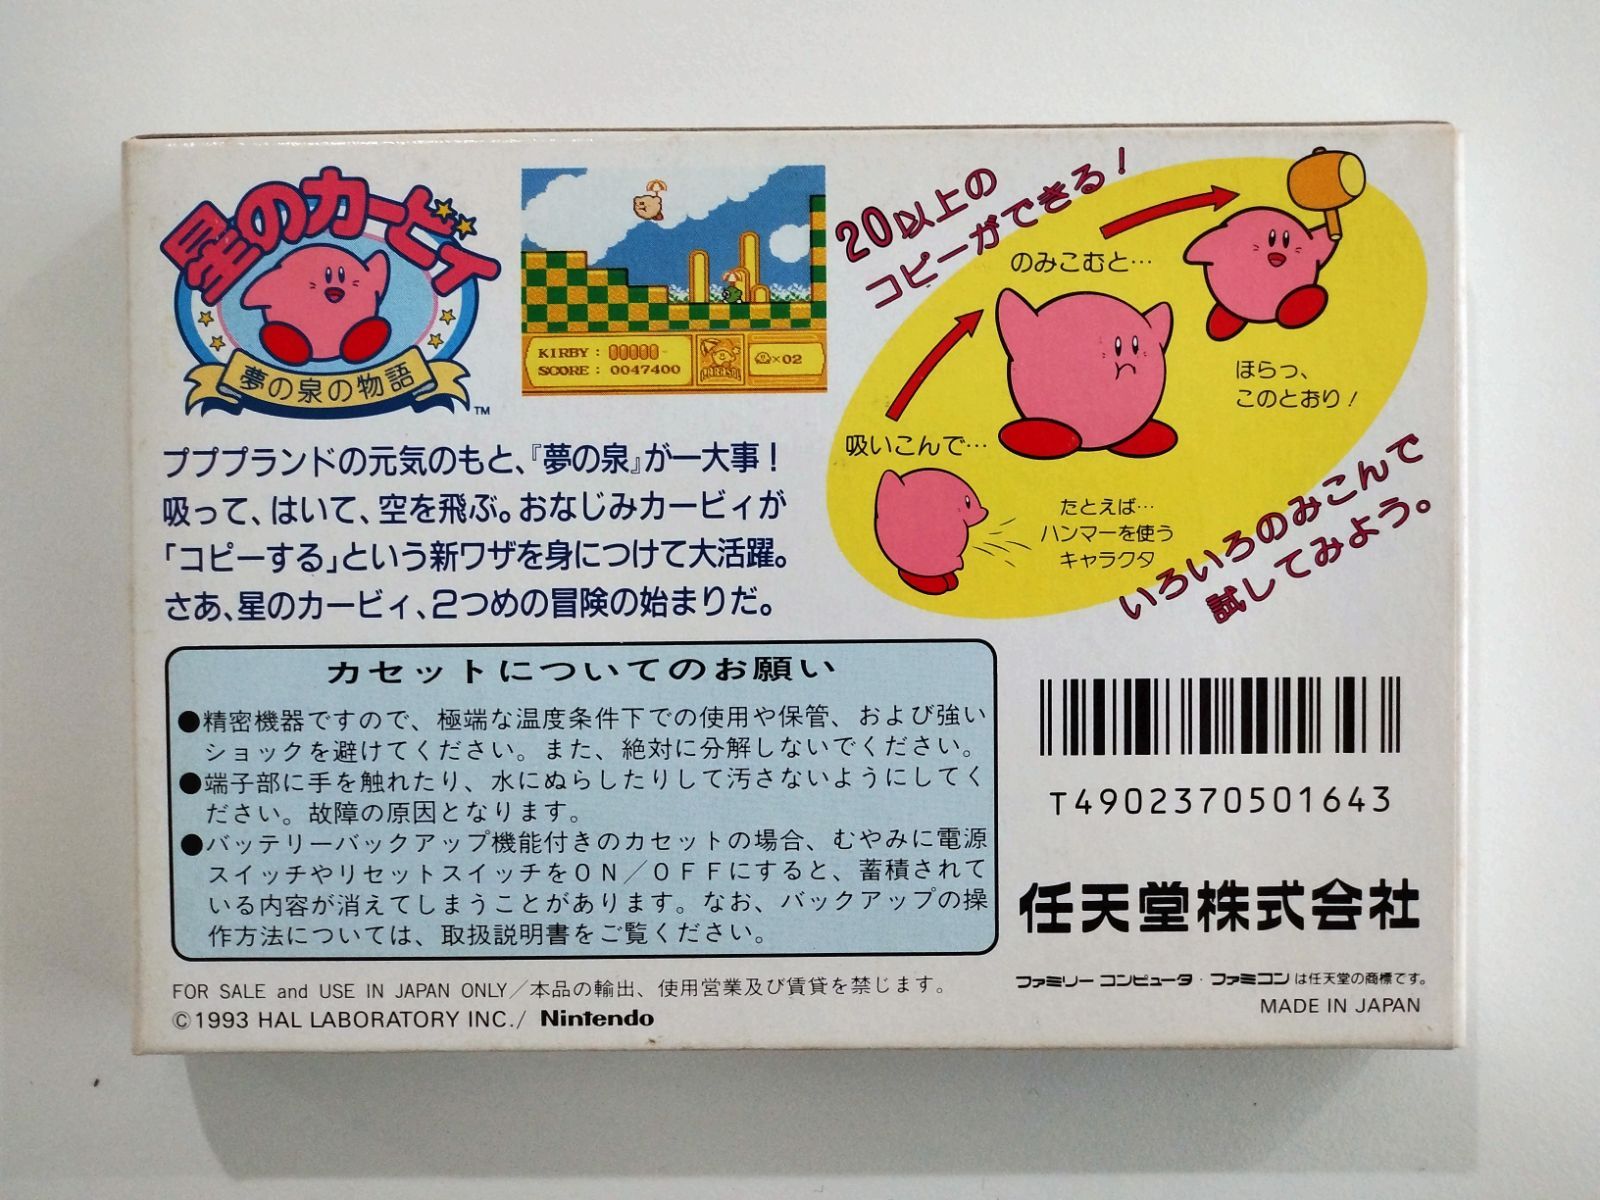 星のカービィ
夢の泉の物語
TM
KIRBY :
SCORE : 0047400
×02
20以上の
コピーができる!
のみこむと…
ほらっ、
このとおり!
吸いこんで…
たとえば…
ハンマーを使う
キャラクタ
いろいろのみこんで
試してみよう。
プププランドの元気のもと、『夢の泉』が一大事!
吸って、はいて、空を飛ぶ。おなじみカービィが
「コピーする」という新ワザを身につけて大活躍。
さあ、星のカービィ、2つめの冒険の始まりだ。
カセットについてのお願い
●精密機器ですので、極端な温度条件下での使用や保管、および強い
ショックを避けてください。また、絶対に分解しないでください。
●端子部に手を触れたり、水にぬらしたりして汚さないようにしてく
ださい。故障の原因となります。
●バッテリーバックアップ機能付きのカセットの場合、むやみに電源
スイッチやリセットスイッチをON/OFFにすると、蓄積されて
いる内容が消えてしまうことがあります。なお、バックアップの操
作方法については、取扱説明書をご覧ください。
T4902370501643
任天堂株式会社
ファミリーコンピュータ・ファミコンは任天堂の商標です。
MADE IN JAPAN
FOR SALE and USE IN JAPAN ONLY/本品の輸出、使用営業及び賃貸を禁じます。
©1993 HAL LABORATORY INC./ Nintendo